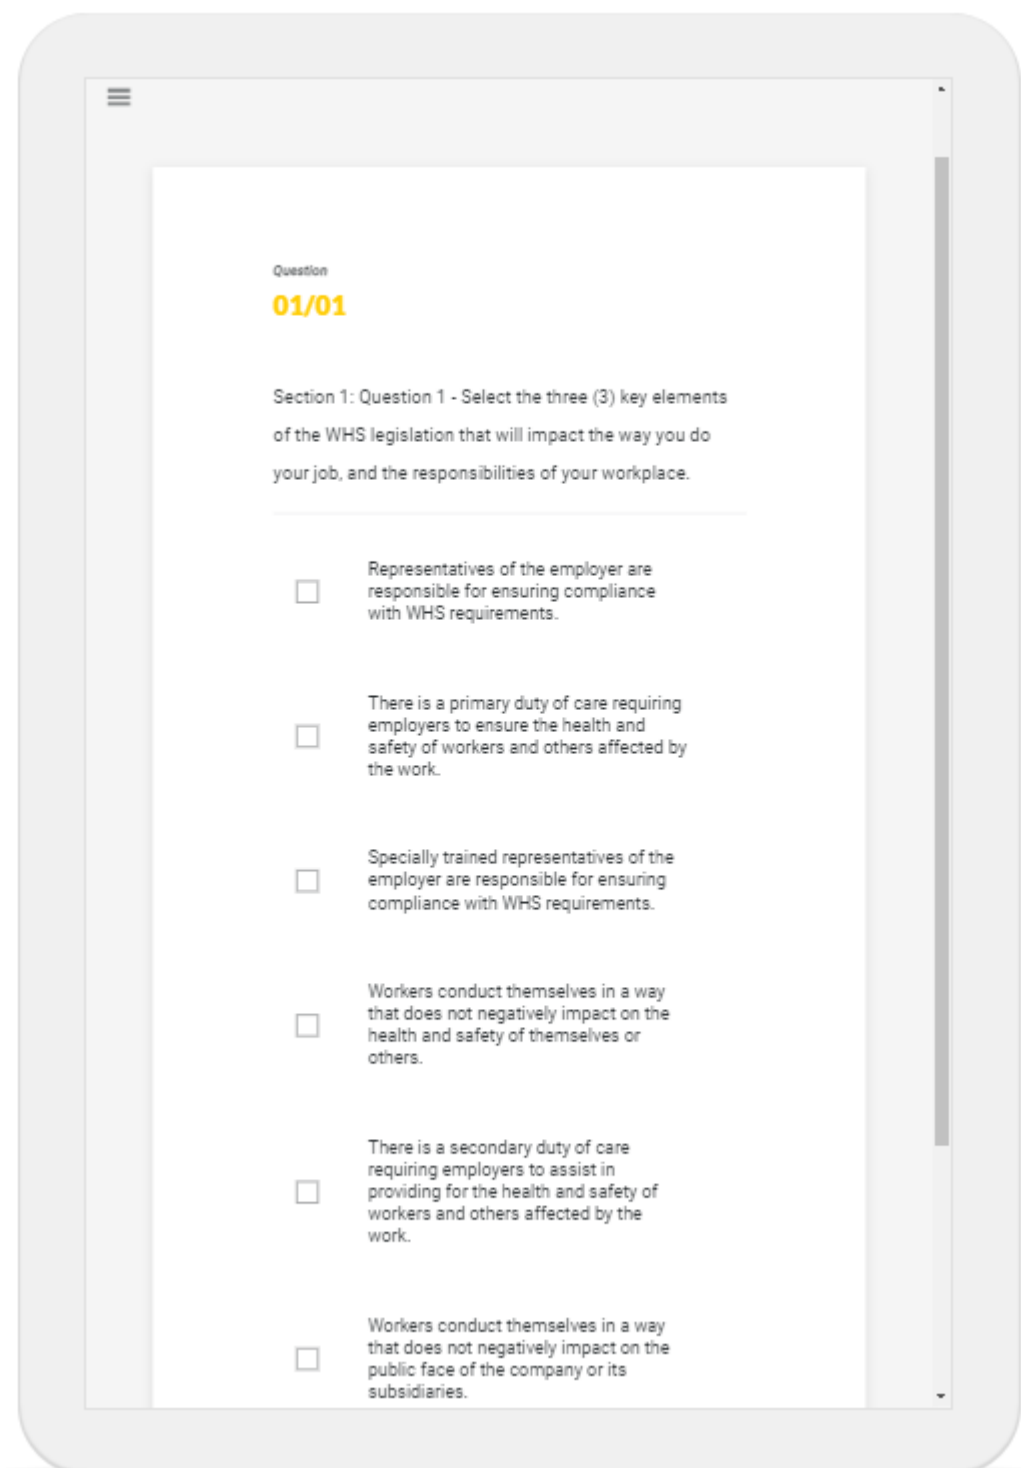 Question
01/01
Section 1: Question 1 - Select the three (3) key elements
of the WHS legislation that will impact the way you do
your job, and the responsibilities of your workplace.
Representatives of the employer are
responsible for ensuring compliance
with WHS requirements.
There is a primary duty of care requiring
employers to ensure the health and
safety of workers and others affected by
the work.
Specially trained representatives of the
employer are responsible for ensuring
compliance with WHS requirements.
Workers conduct themselves in a way
that does not negatively impact on the
health and safety of themselves or
others.
There is a secondary duty of care
requiring employers to assist in
providing for the health and safety of
workers and others affected by the
work.
Workers conduct themselves in a way
that does not negatively impact on the
public face of the company or its
subsidiaries.